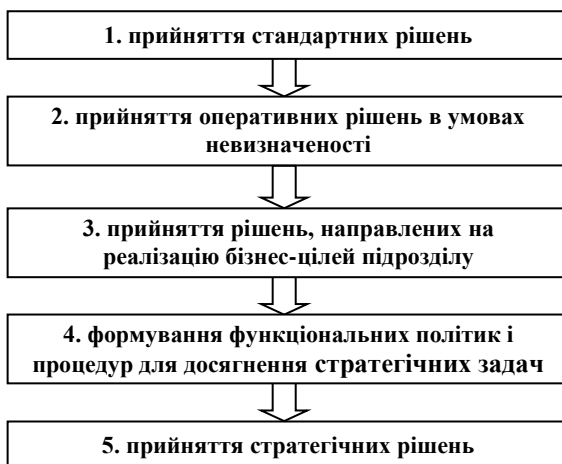 1. прийняття стандартних рішень
2. прийняття оперативних рішень в умовах
невизначеності
3. прийняття рішень, направлених на
реалізацію бізнес-цілей підрозділу
4. формування функціональних політик і
процедур для досягнення стратегічних задач
5. прийняття стратегічних рішень